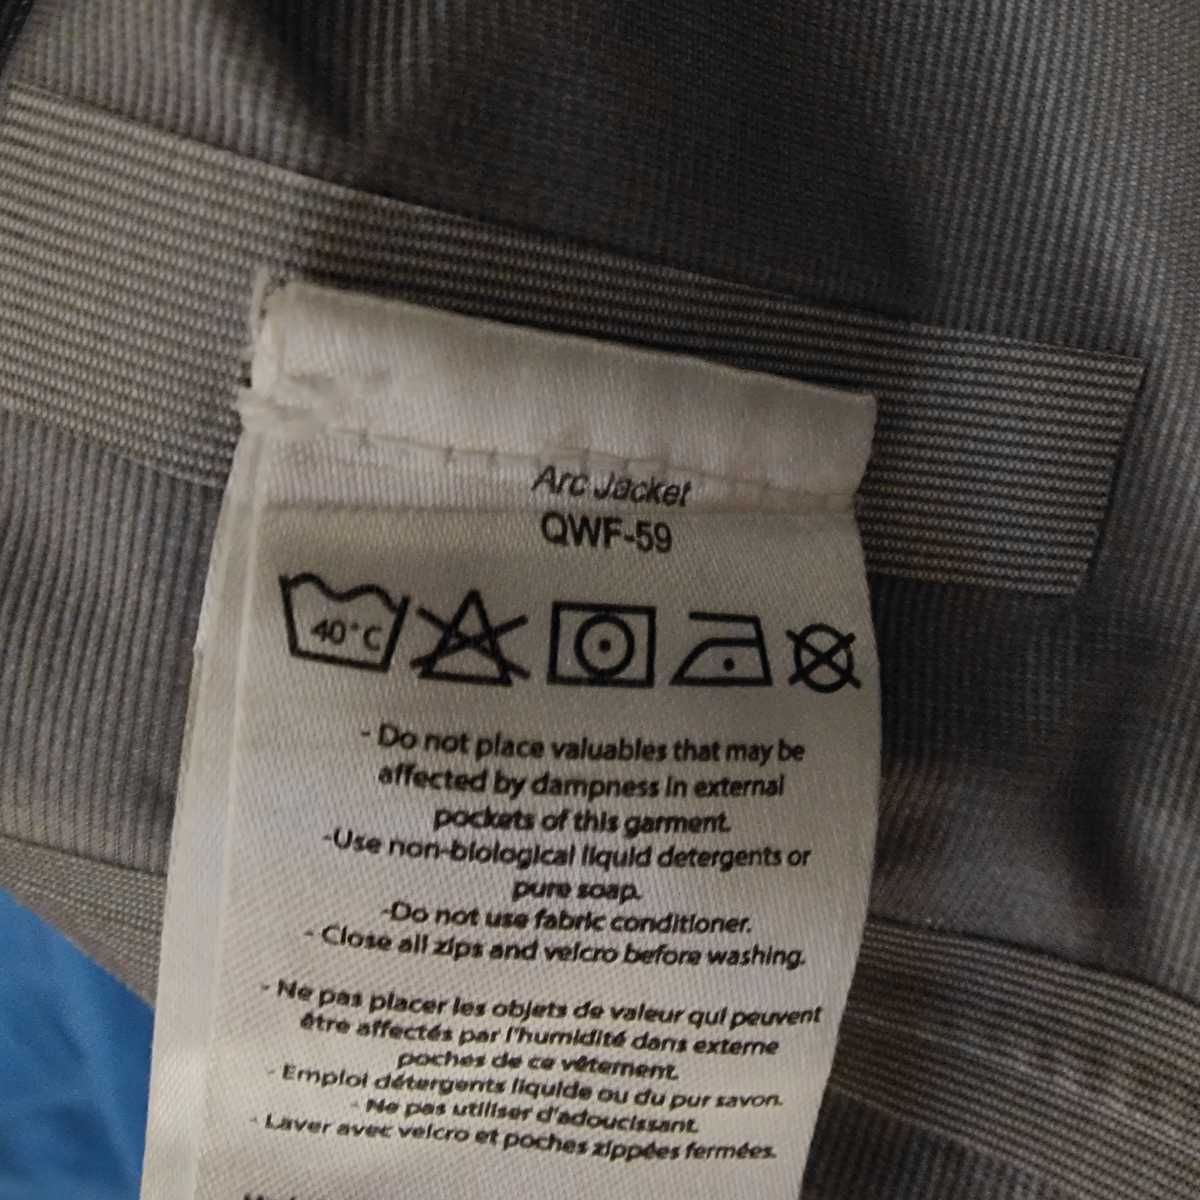 Arc Jacket
QWF-59
40°C
- Do not place valuables that may be
affected by dampness in external
pockets of this garment.
-Use non-biological liquid detergents or
pure soap.
-Do not use fabric conditioner.
- Close all zips and velcro before washing.
- Ne pas placer les objets de valeur qui peuvent
être affectés par l'humidité dans externe
poches de ce vêtement.
- Emploi détergents liquide ou du pur savon.
- Ne pas utiliser d'adoucissant.
- Laver avec velcro et poches zippées fermées.